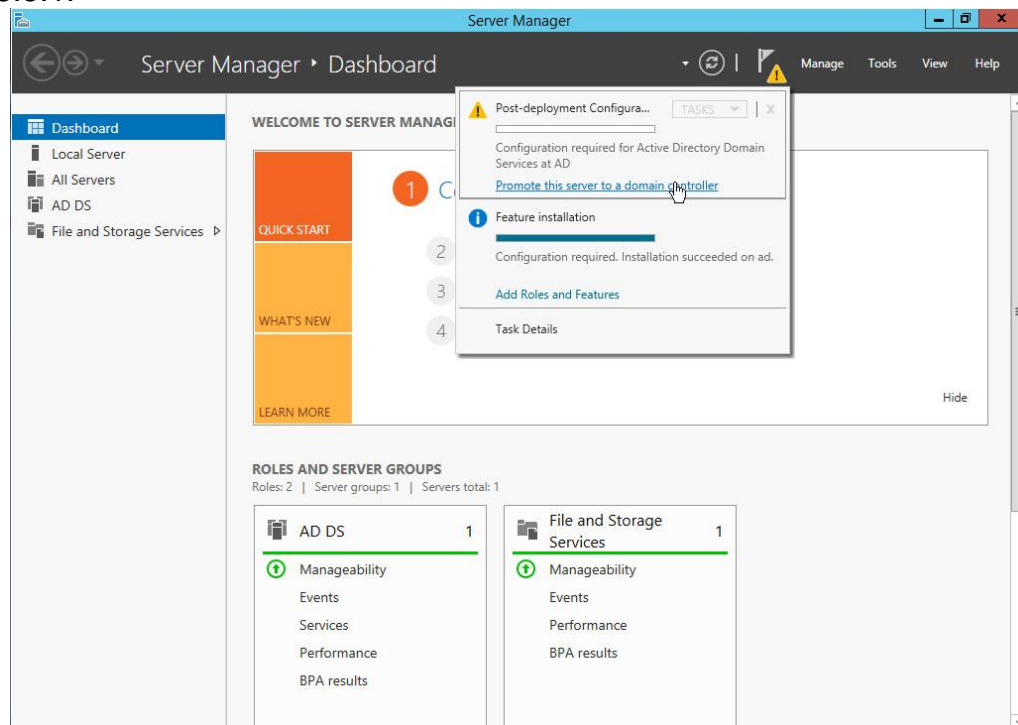 Server Manager
Server Manager • Dashboard
Manage Tools View Help
Dashboard
Local Server
All Servers
AD DS
File and Storage Services
WELCOME TO SERVER MANAG
QUICK START
WHAT'S NEW
LEARN MORE
1
2
3
4
Post-deployment Configura...
TASKS
Configuration required for Active Directory Domain
Services at AD
Promote this server to a domain controller
Feature installation
Configuration required. Installation succeeded on ad.
Add Roles and Features
Task Details
Hide
ROLES AND SERVER GROUPS
Roles: 2 | Server groups: 1 | Servers total: 1
AD DS 1
Manageability
Events
Services
Performance
BPA results
File and Storage
Services 1
Manageability
Events
Performance
BPA results